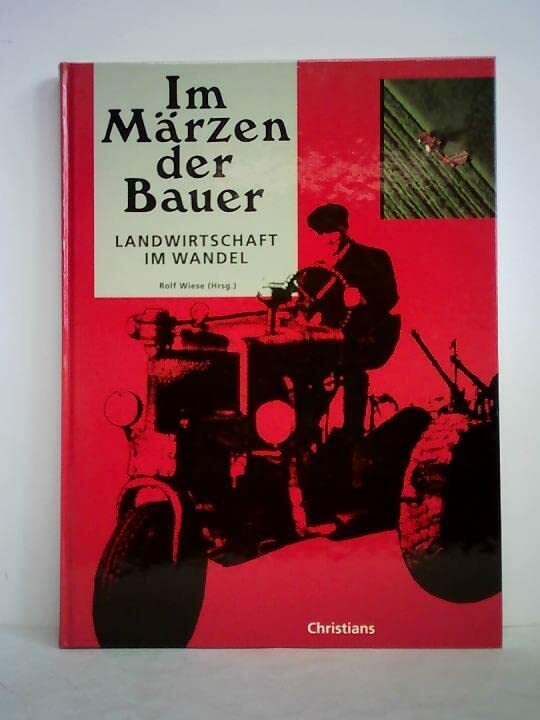 Im
Märzen
der
Bauer
LANDWIRTSCHAFT
IM WANDEL
Rolf Wiese (Hrsg.)
Christians